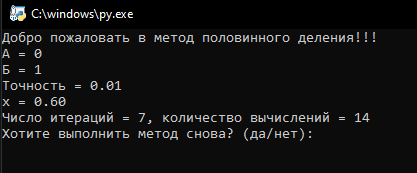 C:\windows\py.exe
Добро пожаловать в метод половинного деления!!!
А = 0
Б = 1
Точность = 0.01
x = 0.60
Число итераций = 7, количество вычислений = 14
Хотите выполнить метод снова? (да/нет):